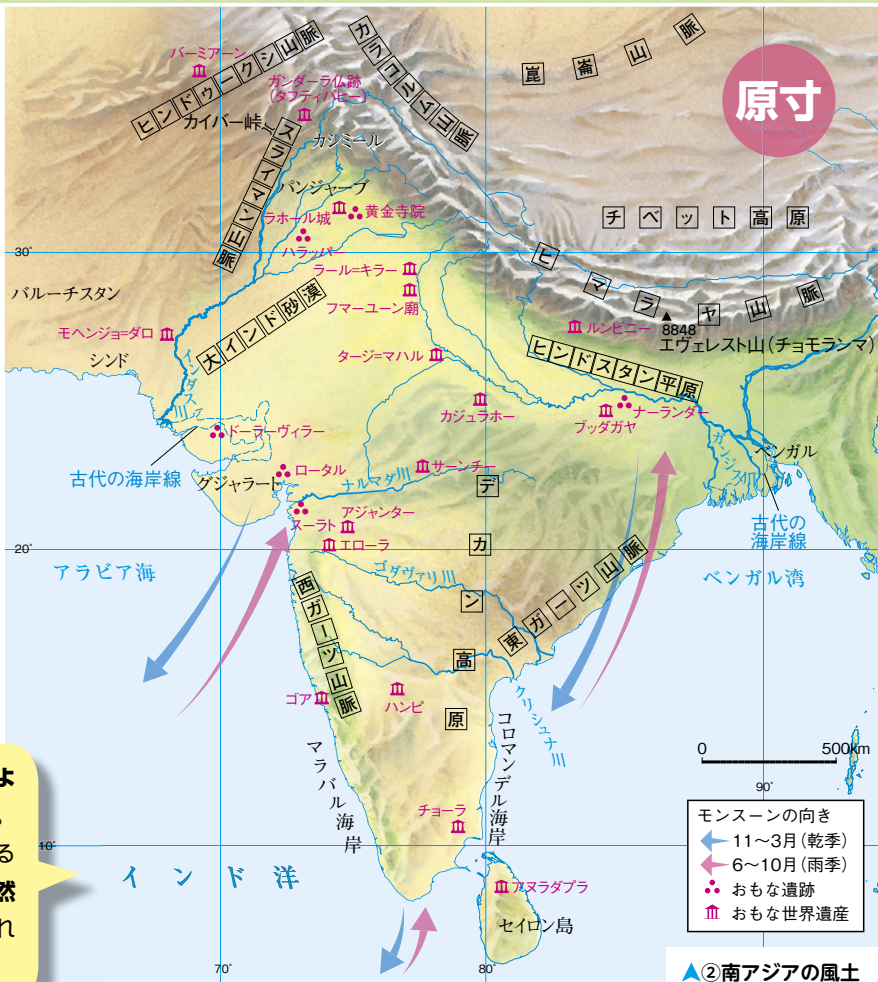 原寸
バーミアーン
ヒンドゥークシ山脈
カラコルム山脈
崑崙山脈
ガンダーラ仏跡
(タフティバヒー)
カイバー峠
カシミール
スライマン山脈
パンジャーブ
ラホール城
黄金寺院
ハラッパー
チベット高原
30°
ラール=キラー
フマーユーン廟
ヒマラヤ山脈
バルーチスタン
大インド砂漠
モヘンジョ=ダロ
シンド
インダス川
ルンビニー
8848
エヴェレスト山(チョモランマ)
タージ=マハル
ヒンドスタン平原
カジュラホー
ナーランダー
ブッダガヤ
ドーラーヴィラー
古代の海岸線
グジャラート
ロータル
ナルマダ川
サーンチー
ガンジス川
ベンガル
古代の
海岸線
スーラト
アジャンター
エローラ
20°
アラビア海
ベンガル湾
デカン高原
ゴダヴァリ川
西ガーツ山脈
東ガーツ山脈
ゴア
ハンピ
クリシュナ川
マラバル海岸
コロマンデル海岸
0 500km
90°
チョーラ
10°
インド洋
アヌラダプラ
セイロン島
70°
80°
モンスーンの向き
11〜3月(乾季)
6〜10月(雨季)
おもな遺跡
おもな世界遺産
▲②南アジアの風土
よ
。
る
然
れ